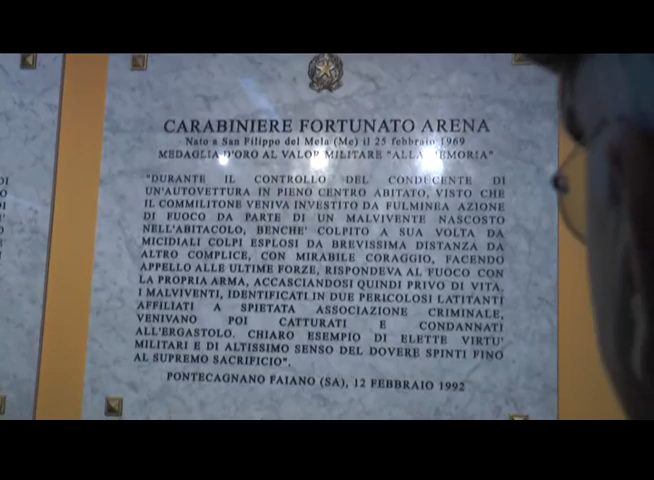 CARABINIERE FORTUNATO ARENA
Nato a San Filippo del Mela (Me) il 25 febbraio 1969
MEDAGLIA D'ORO AL VALOR MILITARE "ALLA MEMORIA"
"DURANTE IL CONTROLLO DEL CONDUCENTE DI
UN'AUTOVETTURA IN PIENO CENTRO ABITATO, VISTO CHE
IL COMMILITONE VENIVA INVESTITO DA FULMINEA AZIONE
DI FUOCO DA PARTE DI UN MALVIVENTE NASCOSTO
NELL'ABITACOLO, BENCHE' COLPITO A SUA VOLTA DA
MICIDIALI COLPI ESPLOSI DA BREVISSIMA DISTANZA DA
ALTRO COMPLICE, CON MIRABILE CORAGGIO, FACENDO
APPELLO ALLE ULTIME FORZE, RISPONDEVA AL FUOCO CON
LA PROPRIA ARMA, ACCASCIANDOSI QUINDI PRIVO DI VITA.
I MALVIVENTI, IDENTIFICATI IN DUE PERICOLOSI LATITANTI
AFFILIATI A SPIETATA ASSOCIAZIONE CRIMINALE,
VENIVANO POI CATTURATI E CONDANNATI
ALL'ERGASTOLO. CHIARO ESEMPIO DI ELETTE VIRTU'
MILITARI E DI ALTISSIMO SENSO DEL DOVERE SPINTI FINO
AL SUPREMO SACRIFICIO".
PONTECAGNANO FAIANO (SA), 12 FEBBRAIO 1992